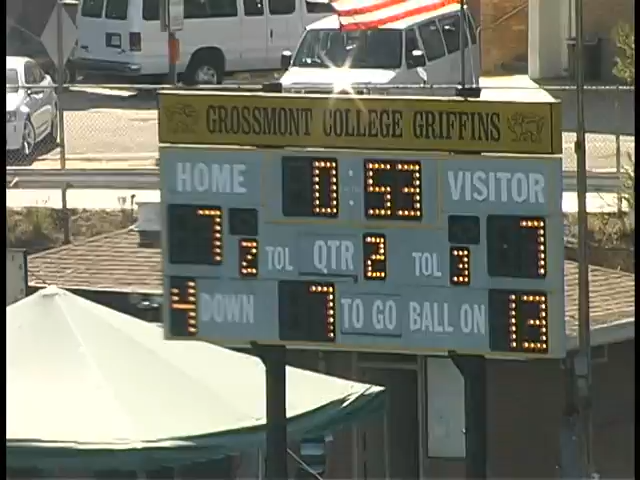 GROSSMONT COLLEGE GRIFFINS
HOME 0:53 VISITOR
7 2 TOL QTR 2 TOL 3 7
4 DOWN 7 TO GO BALL ON 13